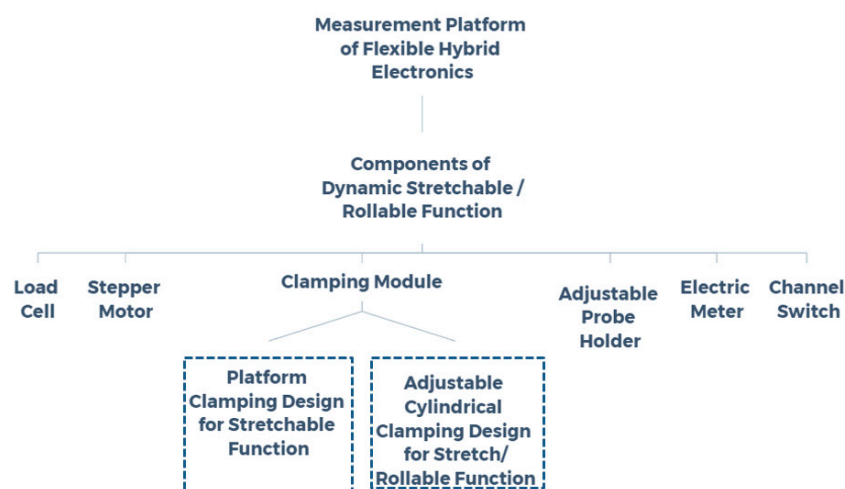 Measurement Platform
of Flexible Hybrid
Electronics
Components of
Dynamic Stretchable /
Rollable Function
Load
Cell
Stepper
Motor
Clamping Module
Adjustable
Probe
Holder
Electric
Meter
Channel
Switch
Platform
Clamping Design
for Stretchable
Function
Adjustable
Cylindrical
Clamping Design
for Stretch/
Rollable Function